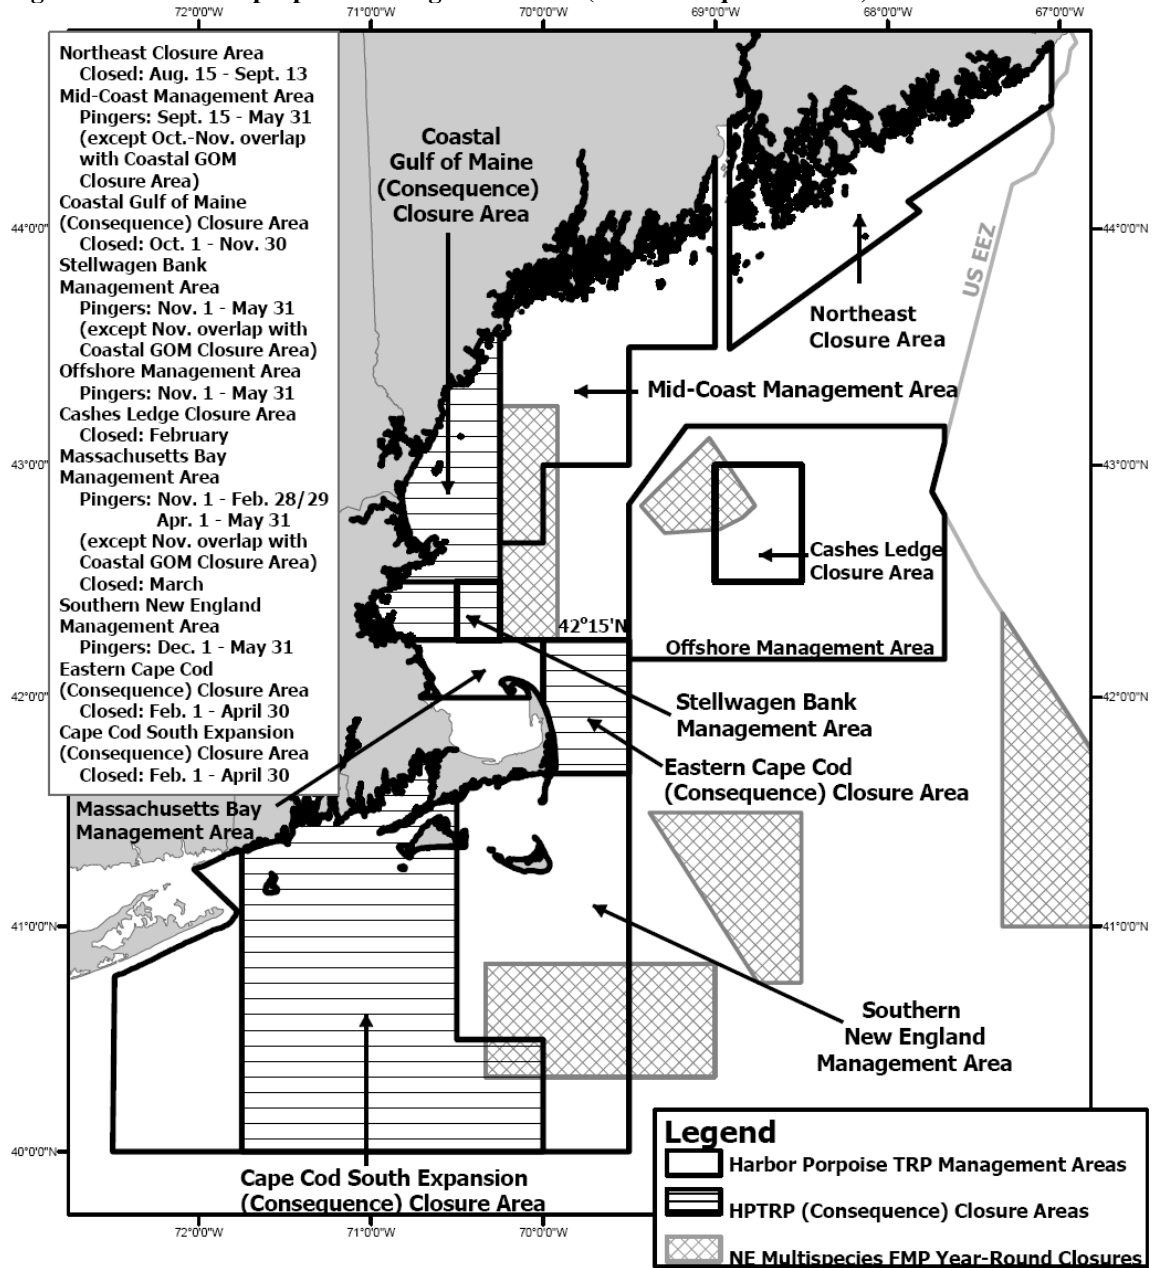 72°0'0"W
71°0'0"W
70°0'0"W
69°0'0"W
68°0'0"W
67°0'0"W
Northeast Closure Area
Closed: Aug. 15 - Sept. 13
Mid-Coast Management Area
Pingers: Sept. 15 - May 31
(except Oct.-Nov. overlap
with Coastal GOM
Closure Area)
Coastal Gulf of Maine
(Consequence) Closure Area
Closed: Oct. 1 - Nov. 30
Stellwagen Bank
Management Area
Pingers: Nov. 1 - May 31
(except Nov. overlap with
Coastal GOM Closure Area)
Offshore Management Area
Pingers: Nov. 1 - May 31
Cashes Ledge Closure Area
Closed: February
Massachusetts Bay
Management Area
Pingers: Nov. 1 - Feb. 28/29
Apr. 1 - May 31
(except Nov. overlap with
Coastal GOM Closure Area)
Closed: March
Southern New England
Management Area
Pingers: Dec. 1 - May 31
Eastern Cape Cod
(Consequence) Closure Area
Closed: Feb. 1 - April 30
Cape Cod South Expansion
(Consequence) Closure Area
Closed: Feb. 1 - April 30
Coastal
Gulf of Maine
(Consequence)
Closure Area
44°0'0"N
US EEZ
Northeast
Closure Area
Mid-Coast Management Area
43°0'0"N
43°0'0"N
Cashes Ledge
Closure Area
42°15'N
Offshore Management Area
42°0'0"N
42°0'0"N
Stellwagen Bank
Management Area
Eastern Cape Cod
(Consequence) Closure Area
Massachusetts Bay
Management Area
41°0'0"N
41°0'0"N
Southern
New England
Management Area
40°0'0"N
Cape Cod South Expansion
(Consequence) Closure Area
72°0'0"W
71°0'0"W
70°0'0"W
Legend
Harbor Porpoise TRP Management Areas
HPTRP (Consequence) Closure Areas
NE Multispecies FMP Year-Round Closures